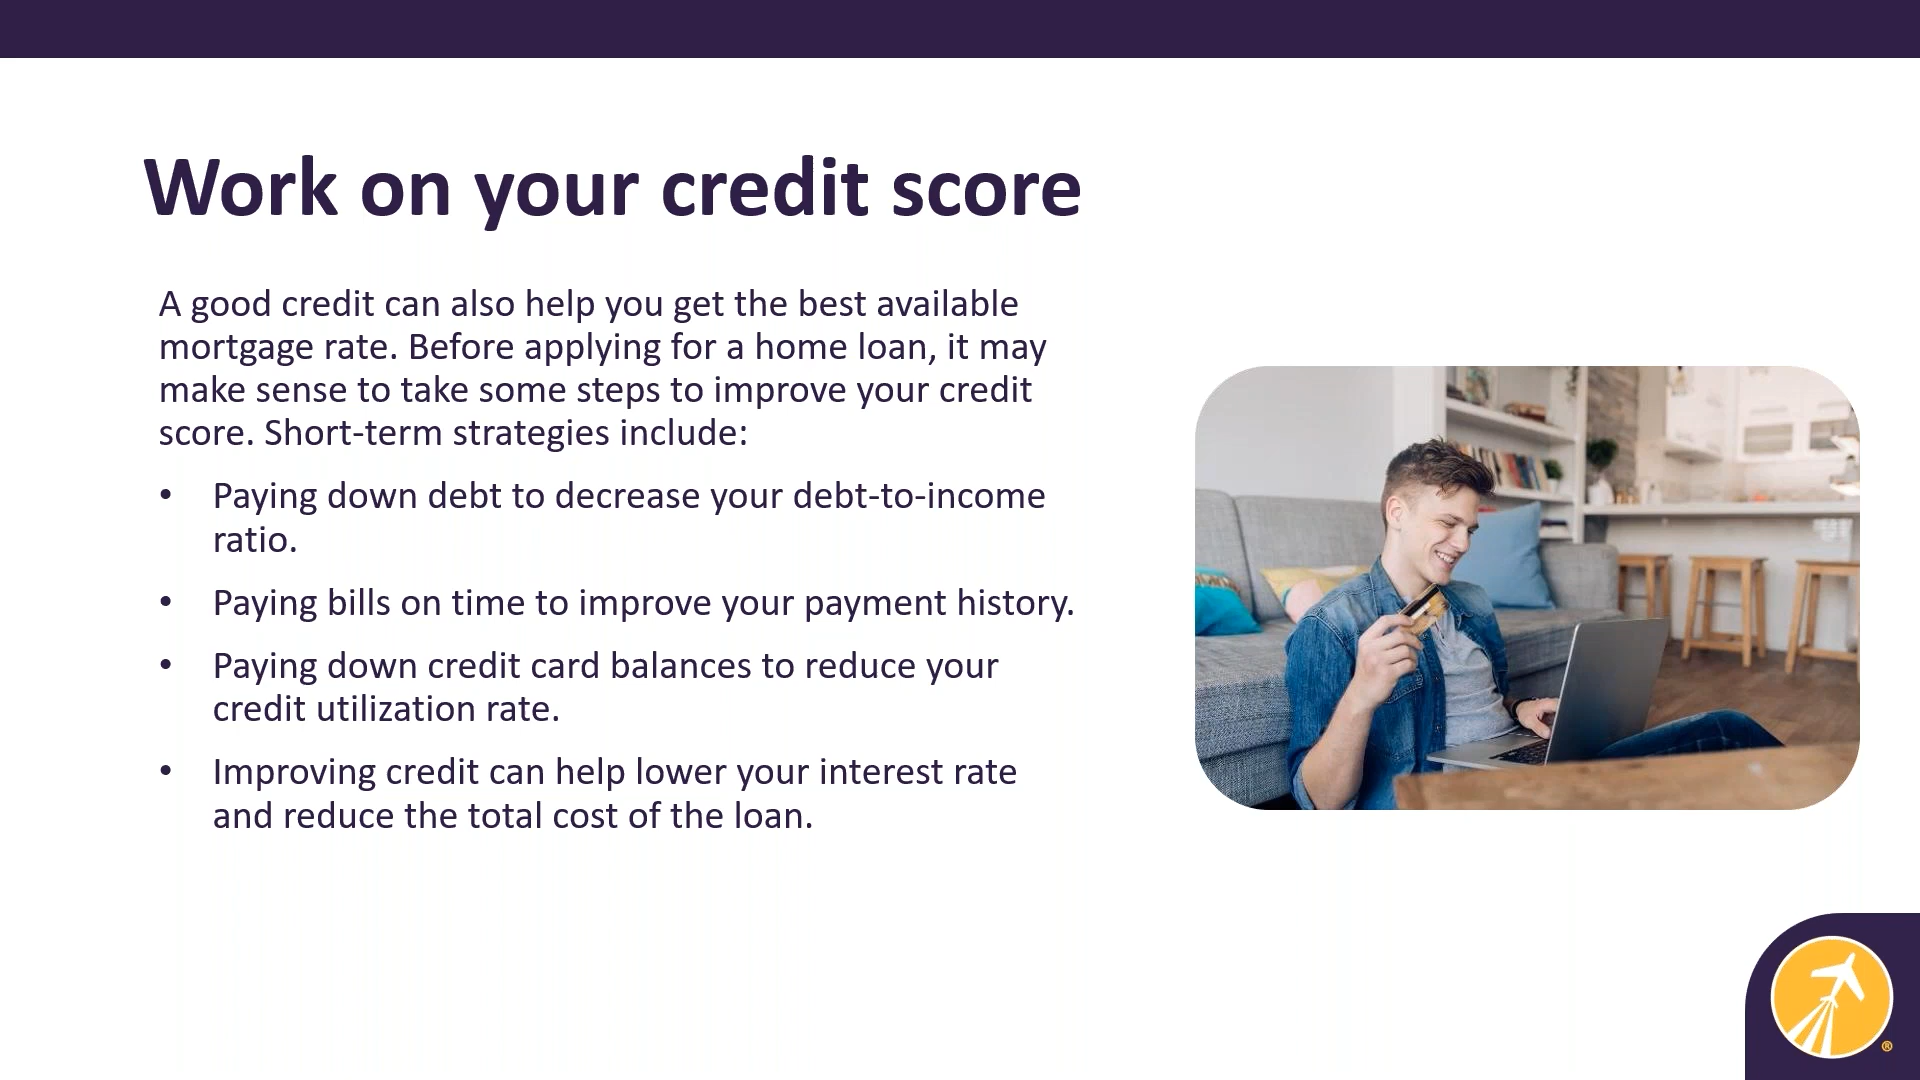 Work on your credit score
A good credit can also help you get the best available
mortgage rate. Before applying for a home loan, it may
make sense to take some steps to improve your credit
score. Short-term strategies include:
• Paying down debt to decrease your debt-to-income
ratio.
• Paying bills on time to improve your payment history.
• Paying down credit card balances to reduce your
credit utilization rate.
• Improving credit can help lower your interest rate
and reduce the total cost of the loan.
®